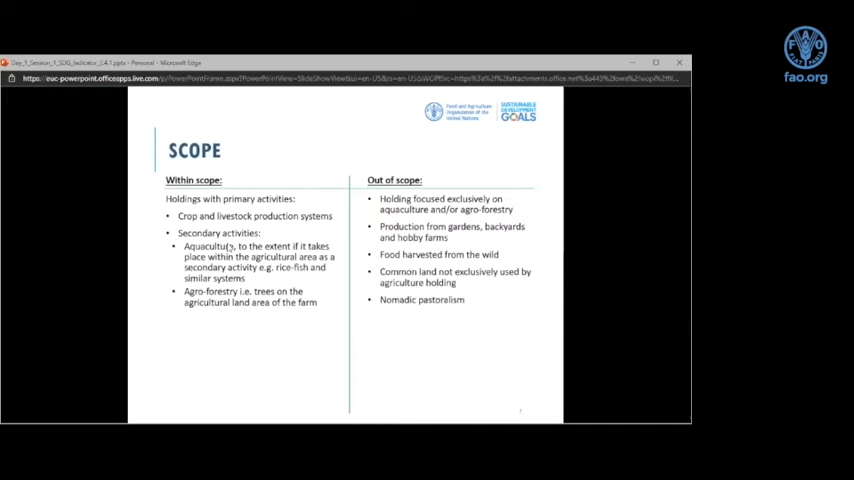 FAO
FIAT PANIS
fao.org
Day_1_Session_1_SDG_Indicator_2.4.1.pptx - Personal - Microsoft Edge
Food and Agriculture
Organization of the
United Nations
SUSTAINABLE
DEVELOPMENT
GOALS
SCOPE
Within scope:
Holdings with primary activities:
• Crop and livestock production systems
• Secondary activities:
• Aquaculture, to the extent if it takes
place within the agricultural area as a
secondary activity e.g. rice-fish and
similar systems
• Agro-forestry i.e. trees on the
agricultural land area of the farm
Out of scope:
• Holding focused exclusively on
aquaculture and/or agro-forestry
• Production from gardens, backyards
and hobby farms
• Food harvested from the wild
• Common land not exclusively used by
agriculture holding
• Nomadic pastoralism
7